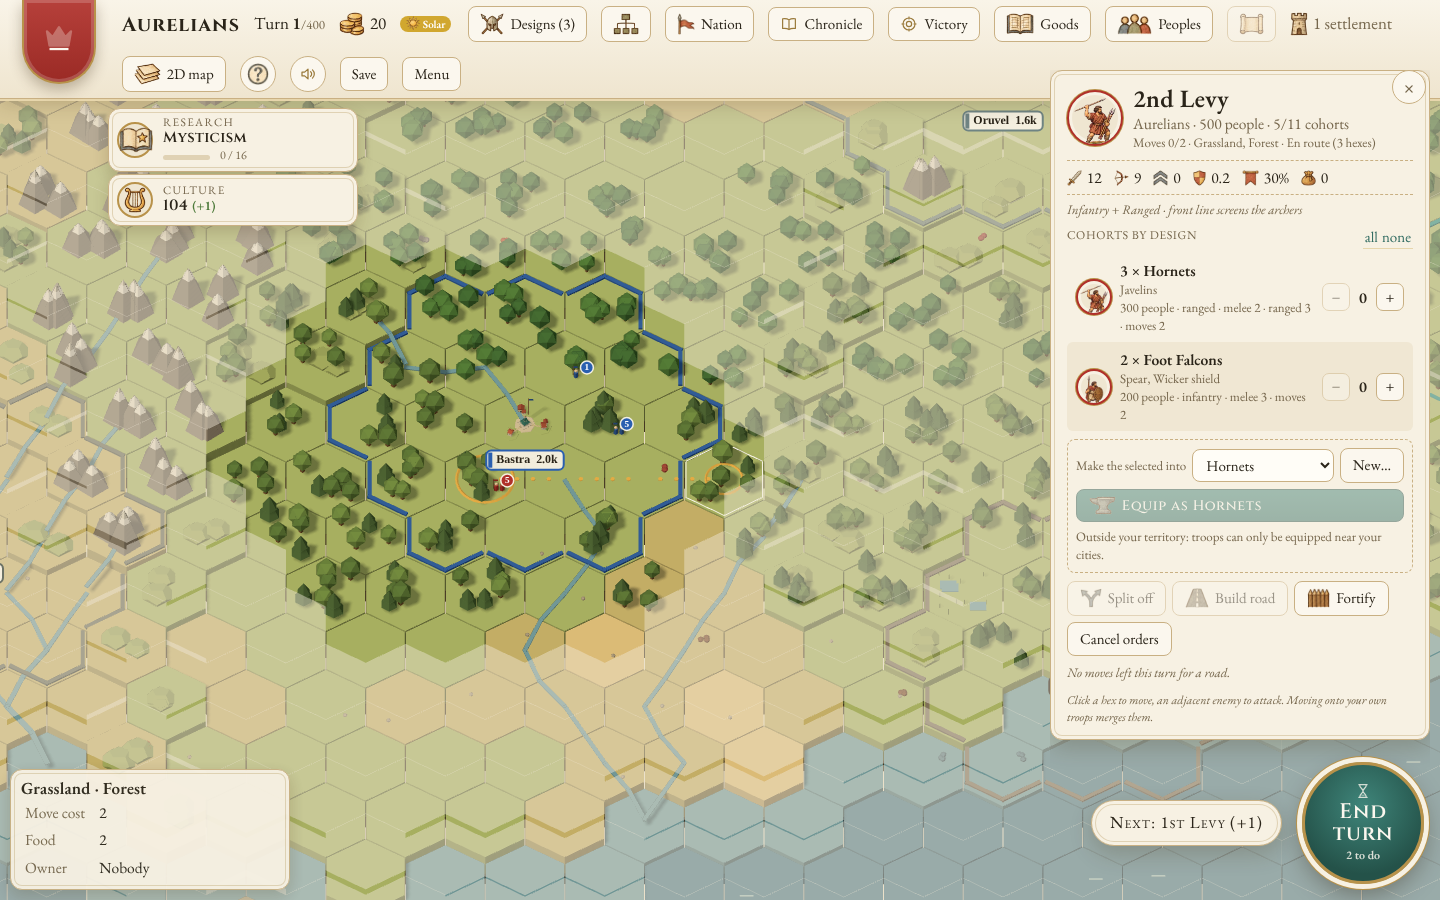 AURELIANS
Turn 1/400
20
Solar
Designs (3)
Nation
Chronicle
Victory
Goods
Peoples
1 settlement
2D map
?
Save
Menu
RESEARCH
MYSTICISM
0 / 16
CULTURE
104 (+1)
Oruvel 1.6k
1
5
Bastra 2.0k
5
×
2nd Levy
Aurelians · 500 people · 5/11 cohorts
Moves 0/2 · Grassland, Forest · En route (3 hexes)
12 9 0 0.2 30% 0
Infantry + Ranged · front line screens the archers
COHORTS BY DESIGN
all none
3 × Hornets
Javelins
300 people · ranged · melee 2 · ranged 3
· moves 2
− 0 +
2 × Foot Falcons
Spear, Wicker shield
200 people · infantry · melee 3 · moves
2
− 0 +
Make the selected into
Hornets
New...
EQUIP AS HORNETS
Outside your territory: troops can only be equipped near your
cities.
Split off
Build road
Fortify
Cancel orders
No moves left this turn for a road.
Click a hex to move, an adjacent enemy to attack. Moving onto your own
troops merges them.
Grassland · Forest
Move cost 2
Food 2
Owner Nobody
NEXT: 1ST LEVY (+1)
END
TURN
2 to do